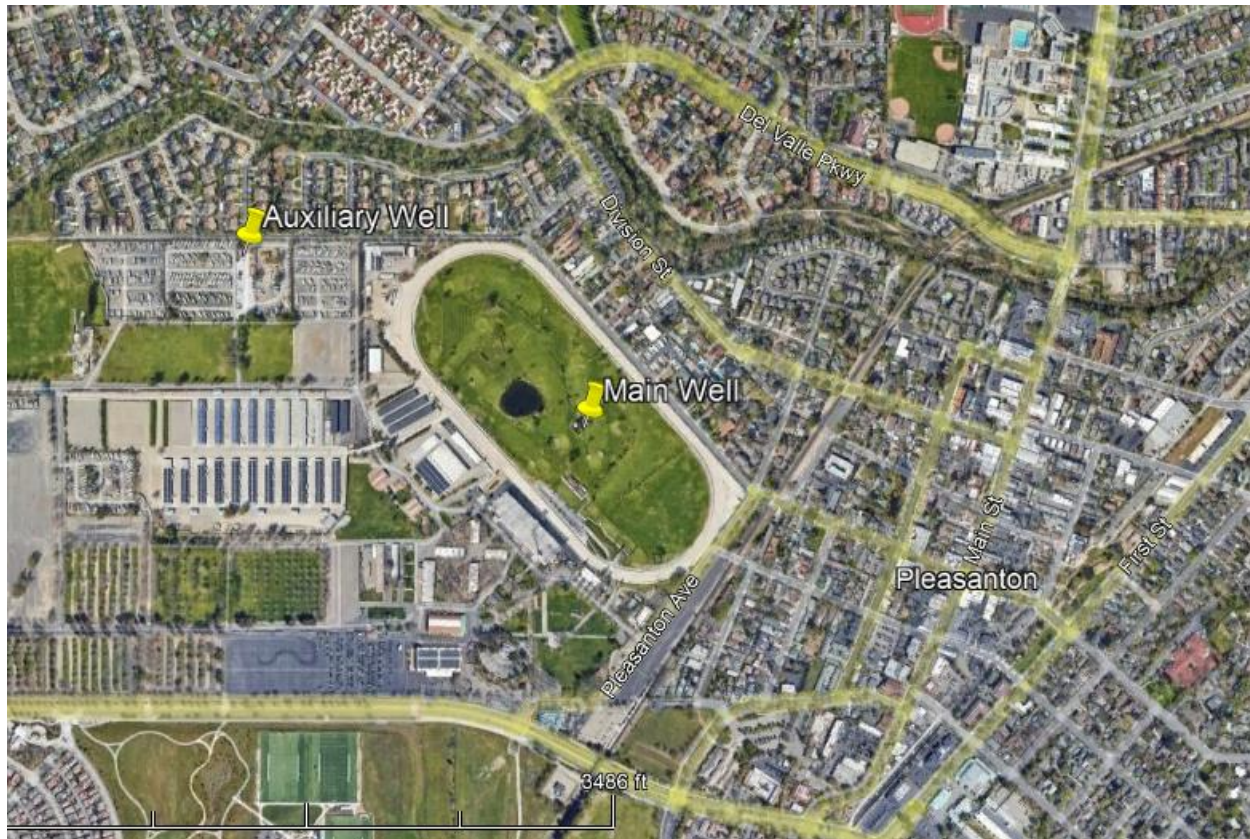 Del Valle Pkwy
Auxiliary Well
Division St
Main Well
Main St
First St
Pleasanton
Pleasanton Ave
3486 ft